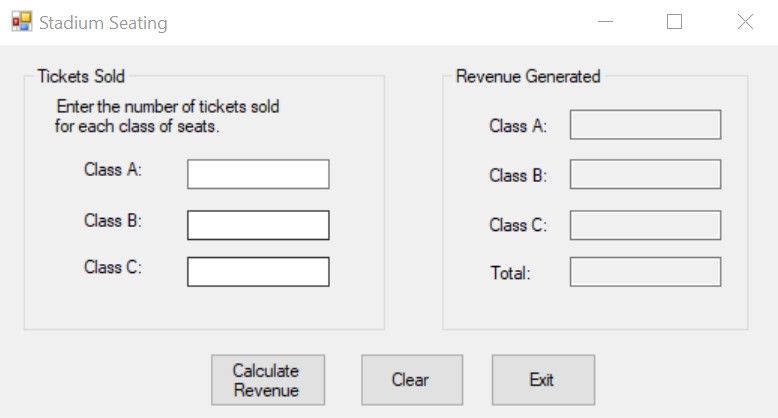 Stadium Seating
Tickets Sold
Enter the number of tickets sold
for each class of seats.
Class A:
Class B:
Class C:
Revenue Generated
Class A:
Class B:
Class C:
Total:
Calculate
Revenue
Clear
Exit